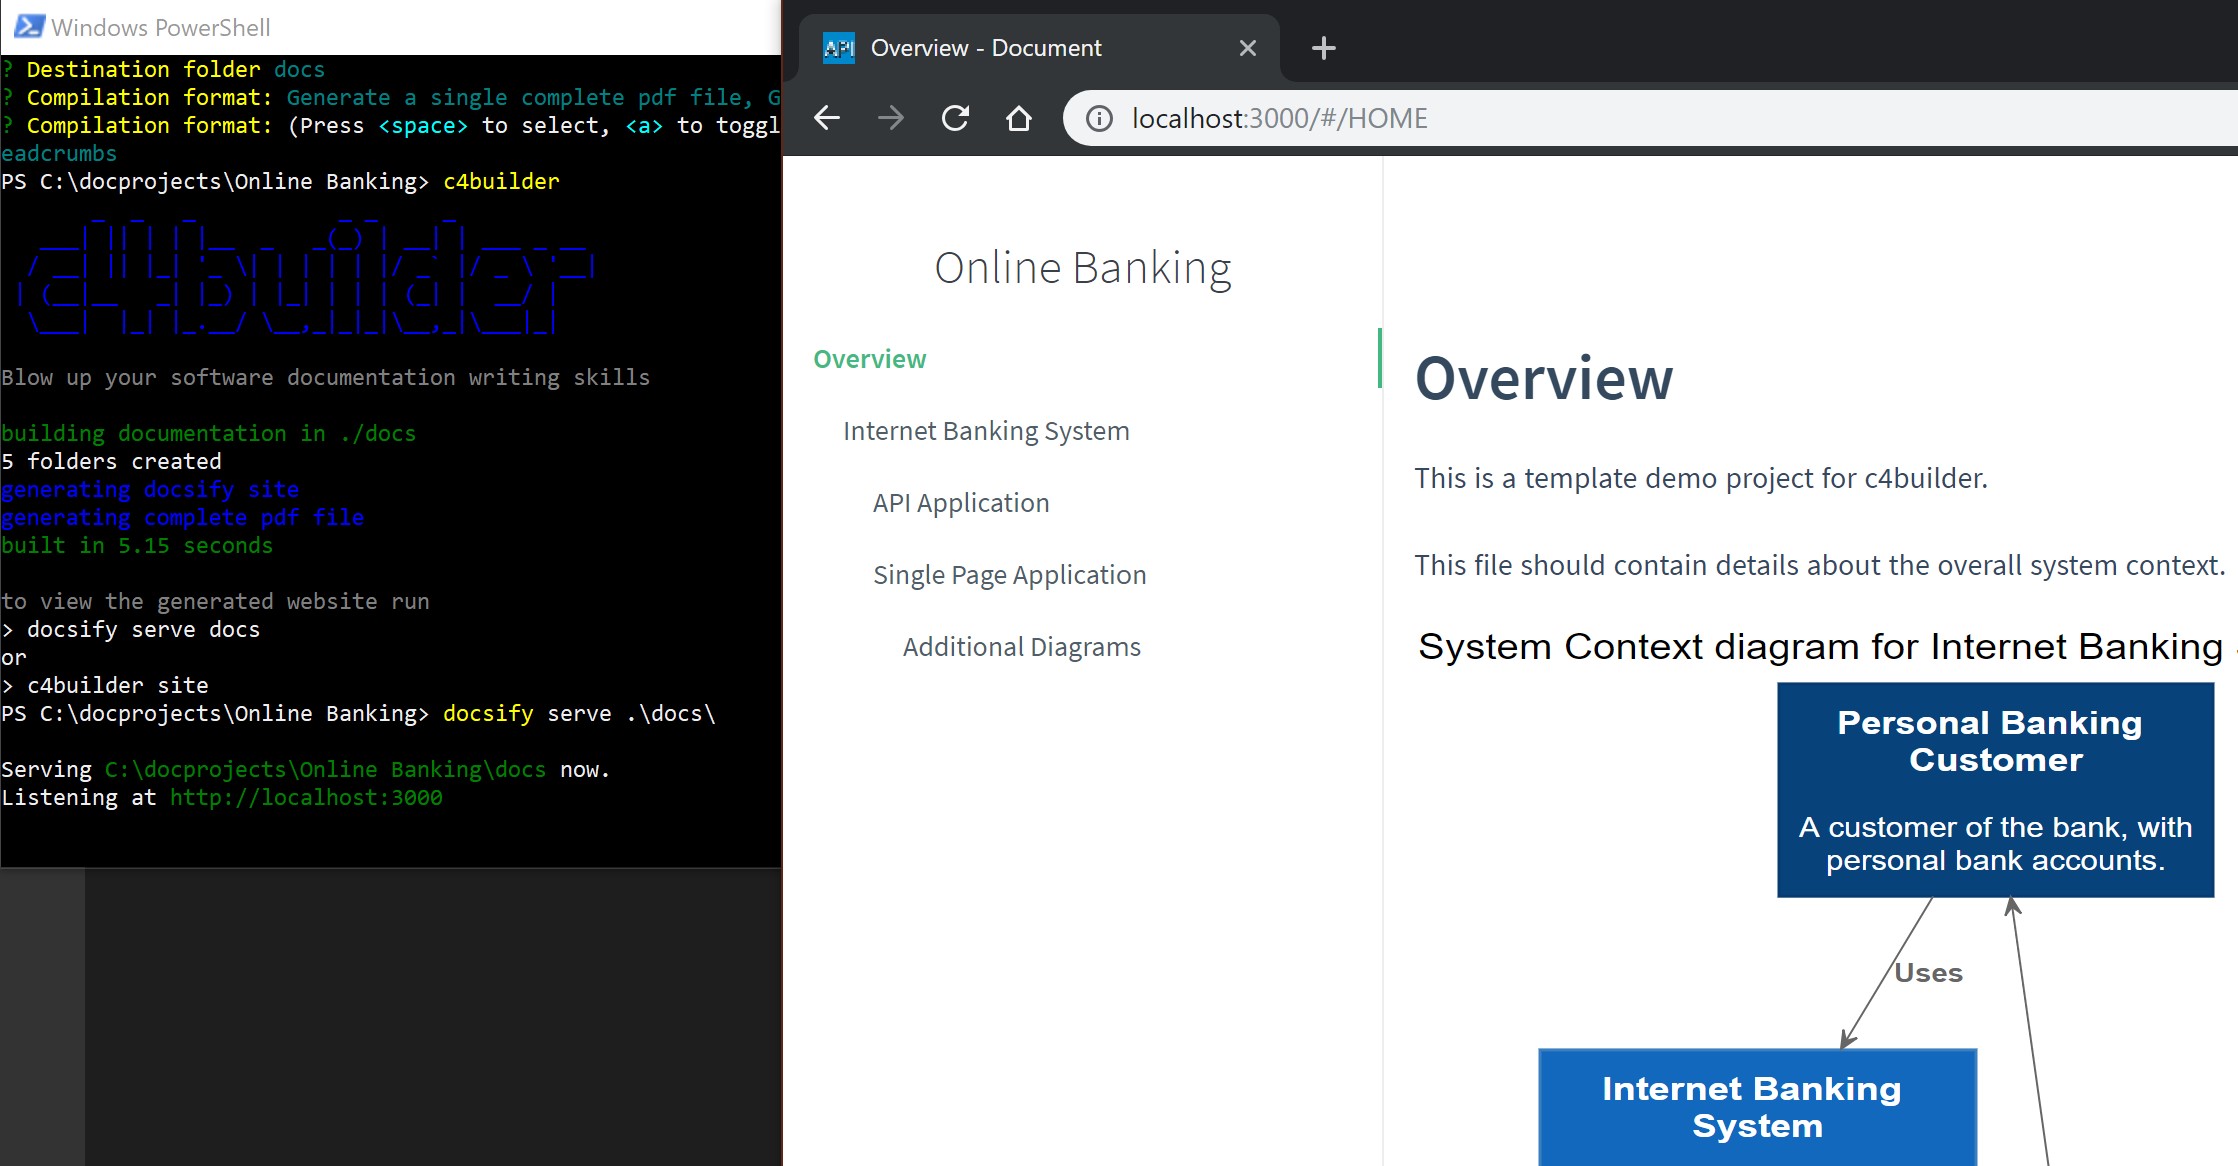 Windows PowerShell
? Destination folder docs
? Compilation format: Generate a single complete pdf file, G
? Compilation format: (Press <space> to select, <a> to toggl
eadcrumbs
PS C:\docprojects\Online Banking> c4builder
c4builder
Blow up your software documentation writing skills
building documentation in ./docs
5 folders created
generating docsify site
generating complete pdf file
built in 5.15 seconds
to view the generated website run
> docsify serve docs
or
> c4builder site
PS C:\docprojects\Online Banking> docsify serve .\docs\
Serving C:\docprojects\Online Banking\docs now.
Listening at http://localhost:3000
API
Overview - Document
localhost:3000/#/HOME
Online Banking
Overview
Internet Banking System
API Application
Single Page Application
Additional Diagrams
Overview
This is a template demo project for c4builder.
This file should contain details about the overall system context.
System Context diagram for Internet Banking
Personal Banking
Customer
A customer of the bank, with
personal bank accounts.
Uses
Internet Banking
System